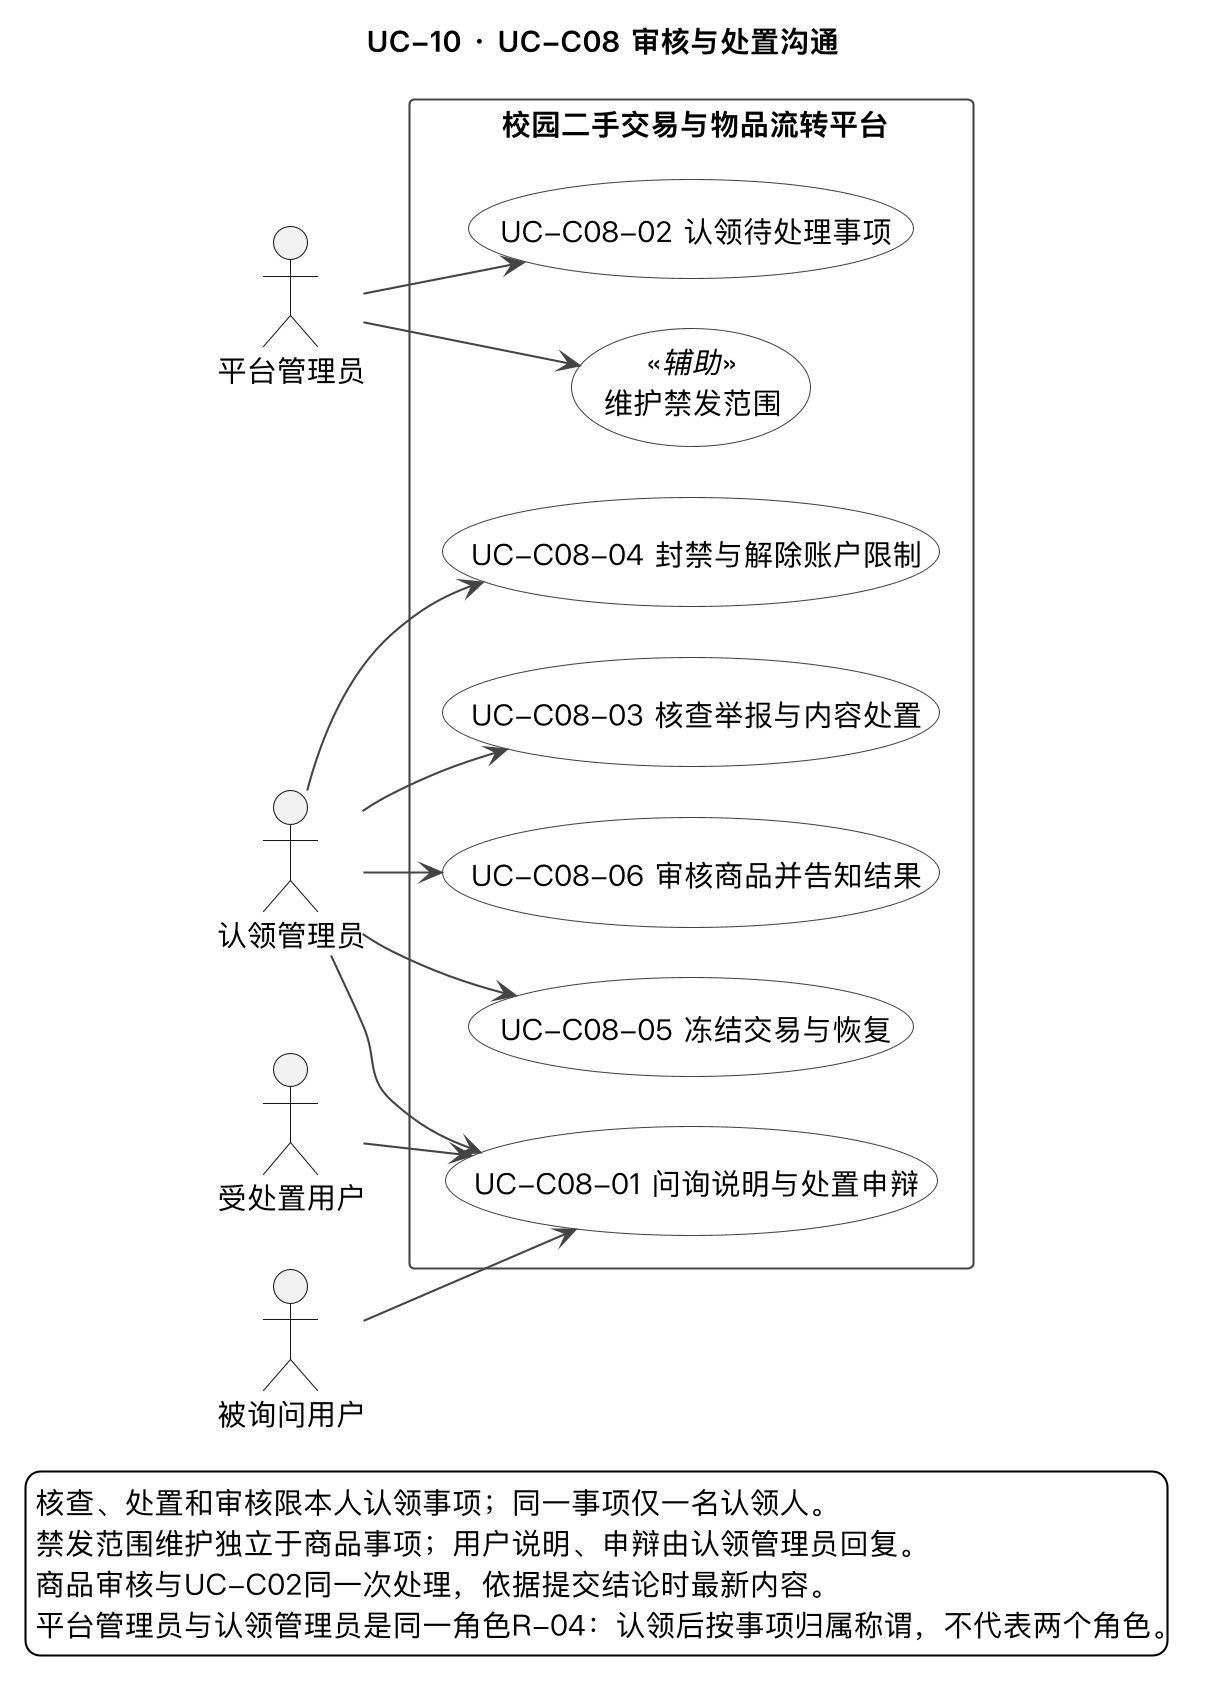 UC-10 · UC-C08 审核与处置沟通
校园二手交易与物品流转平台
UC-C08-02 认领待处理事项
平台管理员
«辅助»
维护禁发范围
UC-C08-04 封禁与解除账户限制
UC-C08-03 核查举报与内容处置
UC-C08-06 审核商品并告知结果
认领管理员
UC-C08-05 冻结交易与恢复
UC-C08-01 问询说明与处置申辩
受处置用户
被询问用户
核查、处置和审核限本人认领事项；同一事项仅一名认领人。
禁发范围维护独立于商品事项；用户说明、申辩由认领管理员回复。
商品审核与UC-C02同一次处理，依据提交结论时最新内容。
平台管理员与认领管理员是同一角色R-04：认领后按事项归属称谓，不代表两个角色。